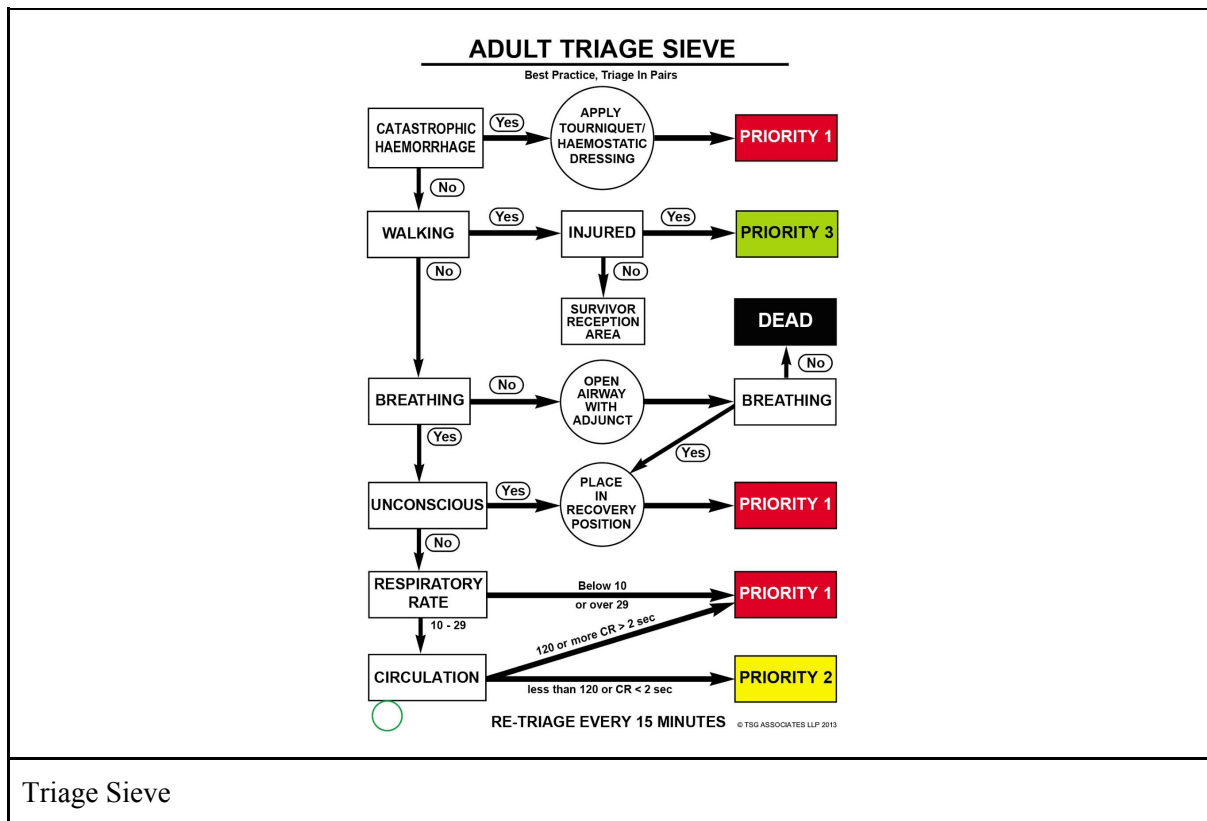 ADULT TRIAGE SIEVE
Best Practice, Triage In Pairs
CATASTROPHIC
HAEMORRHAGE
Yes
APPLY
TOURNIQUET/
HAEMOSTATIC
DRESSING
PRIORITY 1
No
WALKING
Yes
INJURED
Yes
PRIORITY 3
No
No
SURVIVOR
RECEPTION
AREA
DEAD
No
BREATHING
No
OPEN
AIRWAY
WITH
ADJUNCT
BREATHING
Yes
Yes
UNCONSCIOUS
Yes
PLACE
IN
RECOVERY
POSITION
PRIORITY 1
No
RESPIRATORY
RATE
Below 10
or over 29
PRIORITY 1
10 - 29
120 or more CR > 2 sec
CIRCULATION
less than 120 or CR < 2 sec
PRIORITY 2
RE-TRIAGE EVERY 15 MINUTES
© TSG ASSOCIATES LLP 2013
Triage Sieve